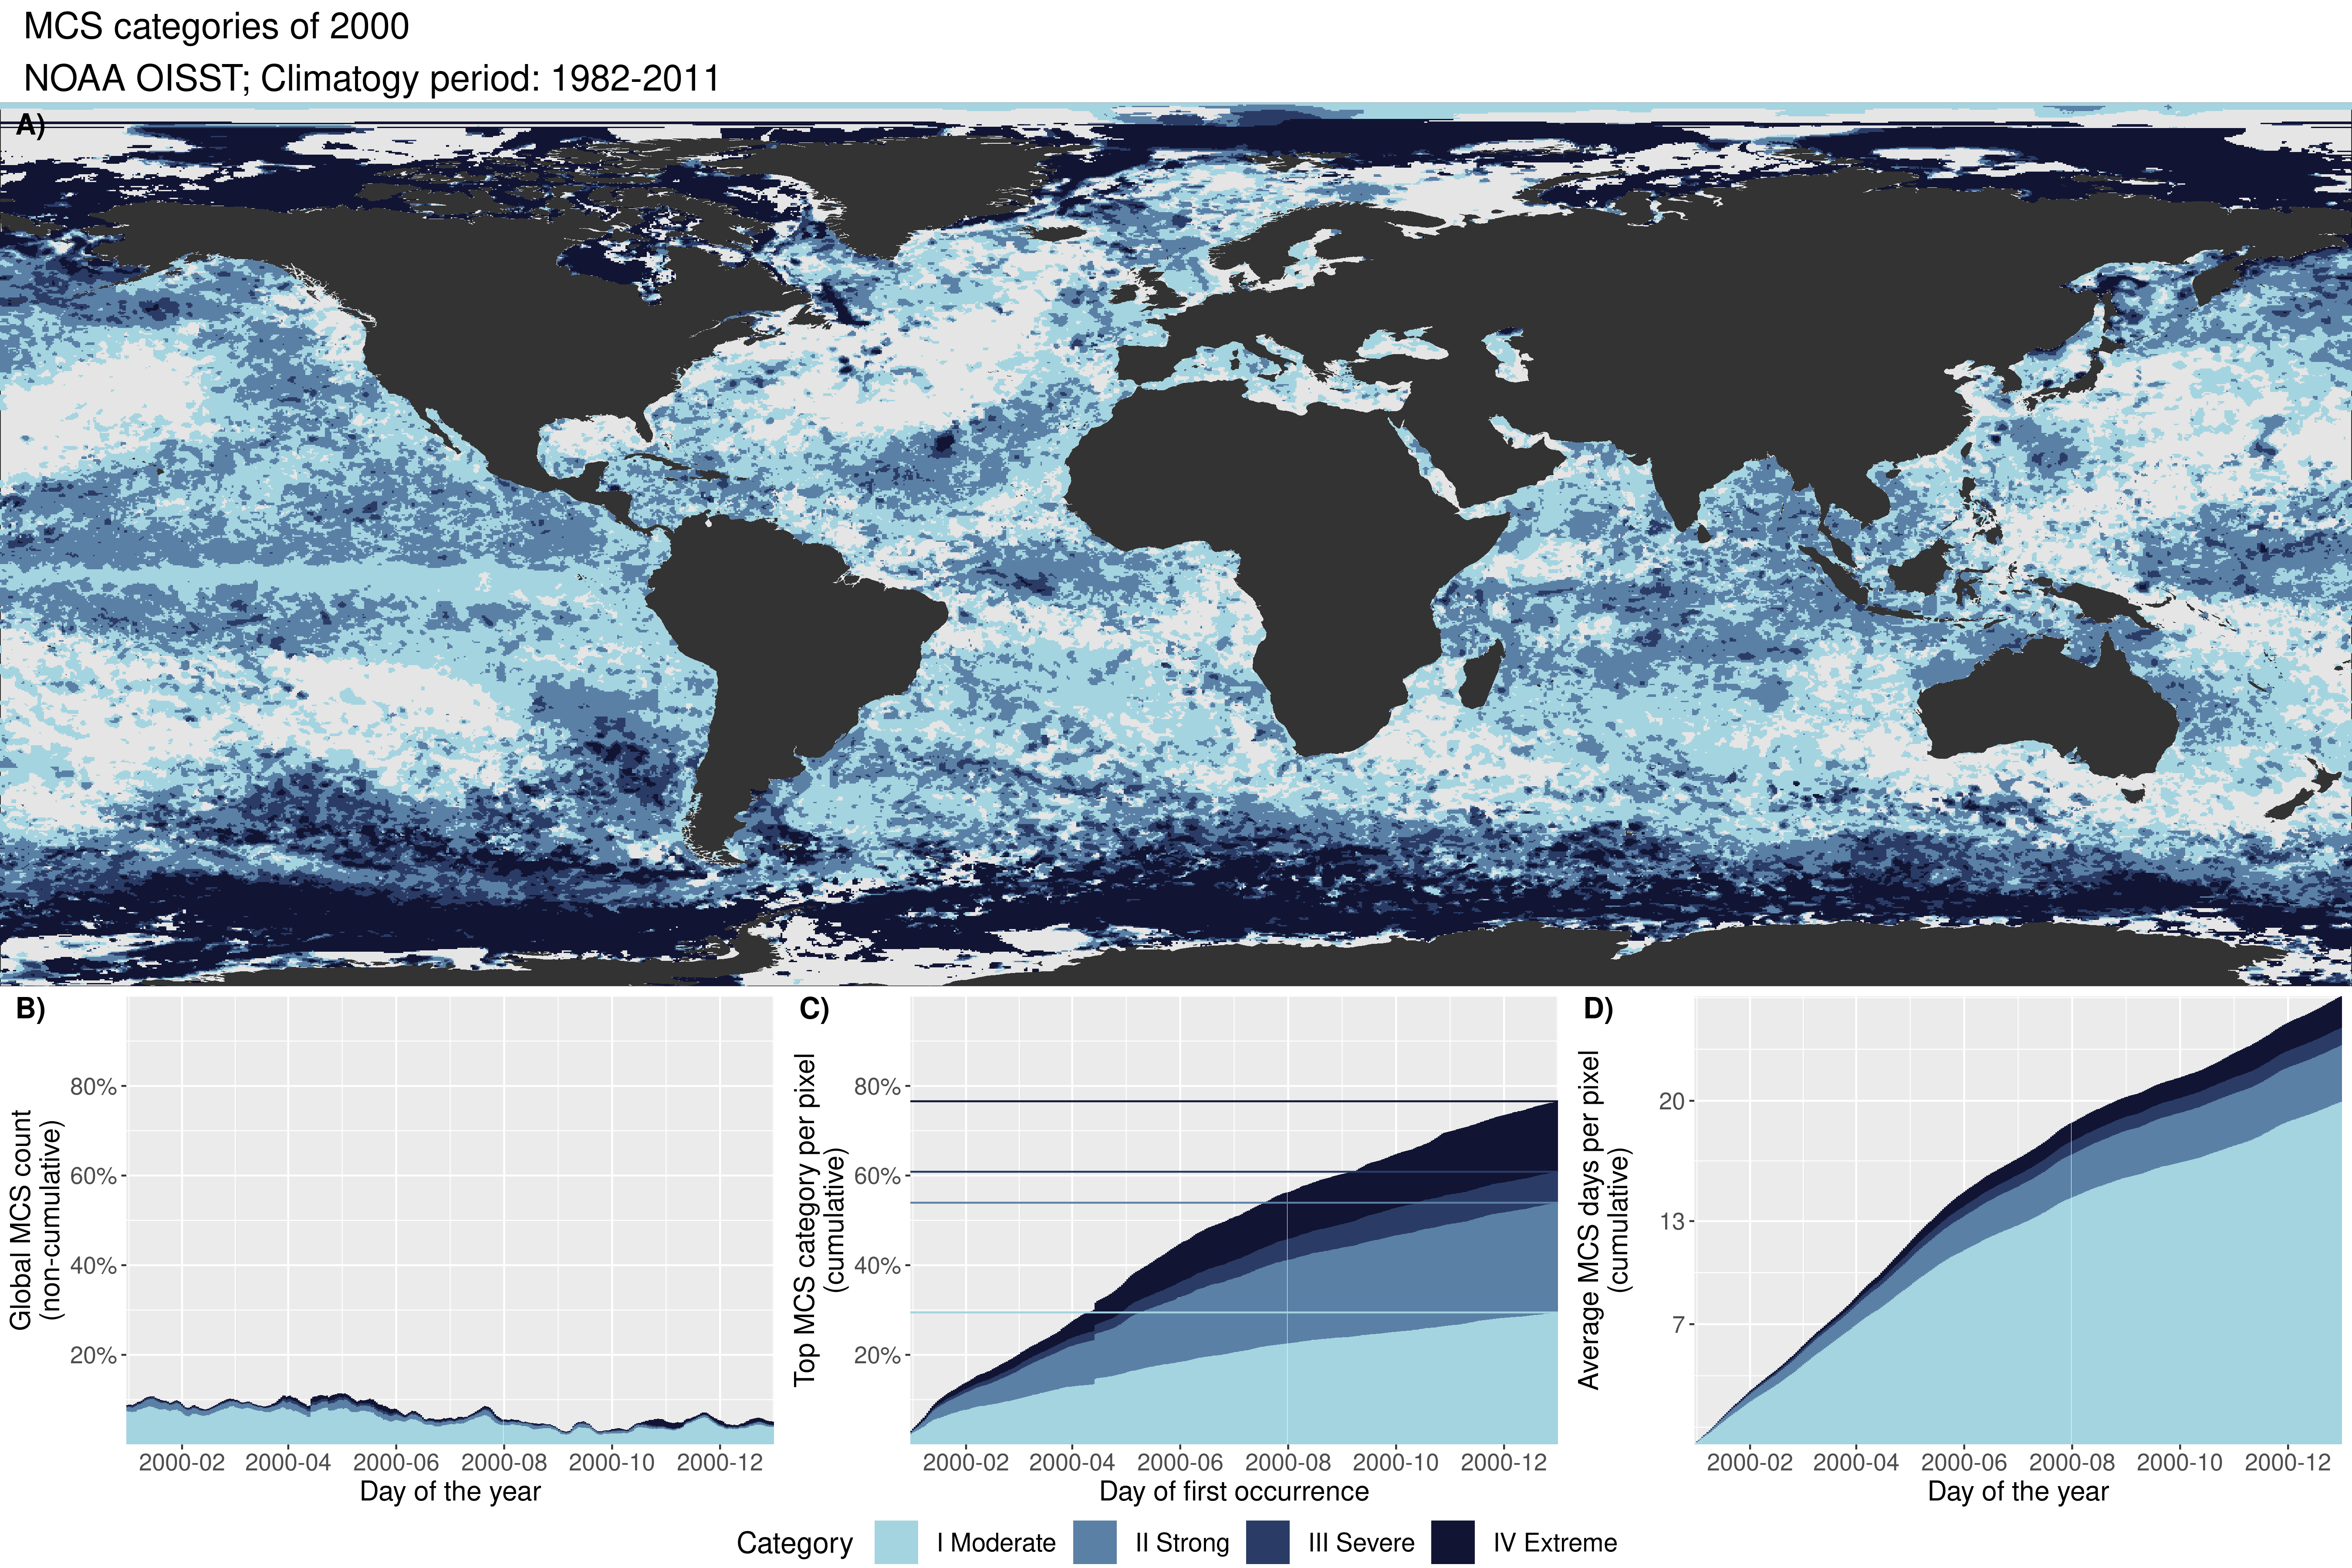 MCS categories of 2000
NOAA OISST; Climatogy period: 1982-2011
A)
B)
Global MCS count
(non-cumulative)
80%
60%
40%
20%
2000-02 2000-04 2000-06 2000-08 2000-10 2000-12
Day of the year
C)
Top MCS category per pixel
(cumulative)
80%
60%
40%
20%
2000-02 2000-04 2000-06 2000-08 2000-10 2000-12
Day of first occurrence
D)
Average MCS days per pixel
(cumulative)
20
13
7
2000-02 2000-04 2000-06 2000-08 2000-10 2000-12
Day of the year
Category I Moderate II Strong III Severe IV Extreme